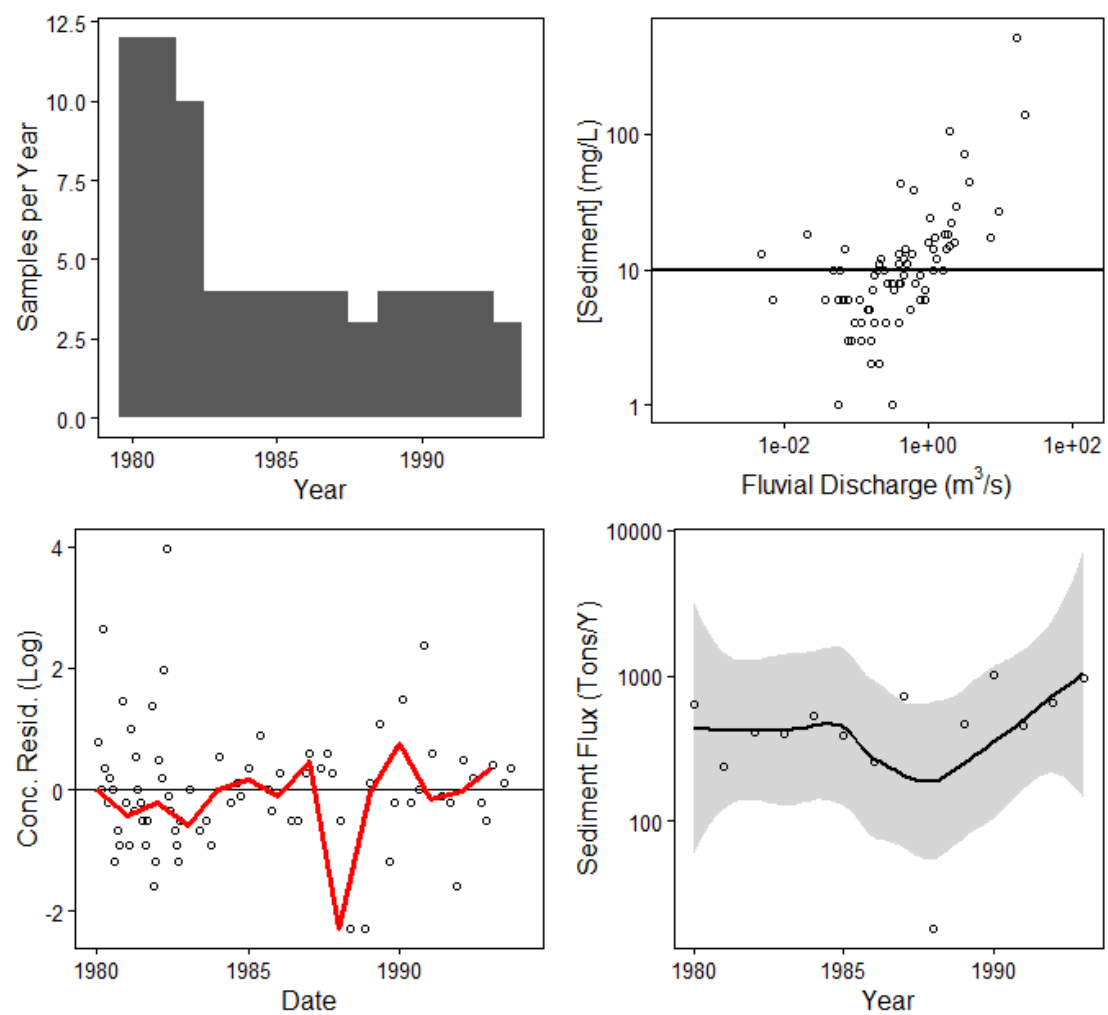 12.5
10.0
7.5
5.0
2.5
0.0
Samples per Year
1980 1985 1990
Year
100
10
1
[Sediment] (mg/L)
1e-02 1e+00 1e+02
Fluvial Discharge (m³/s)
4
2
0
-2
Conc. Resid. (Log)
1980 1985 1990
Date
10000
1000
100
Sediment Flux (Tons/Y)
1980 1985 1990
Year